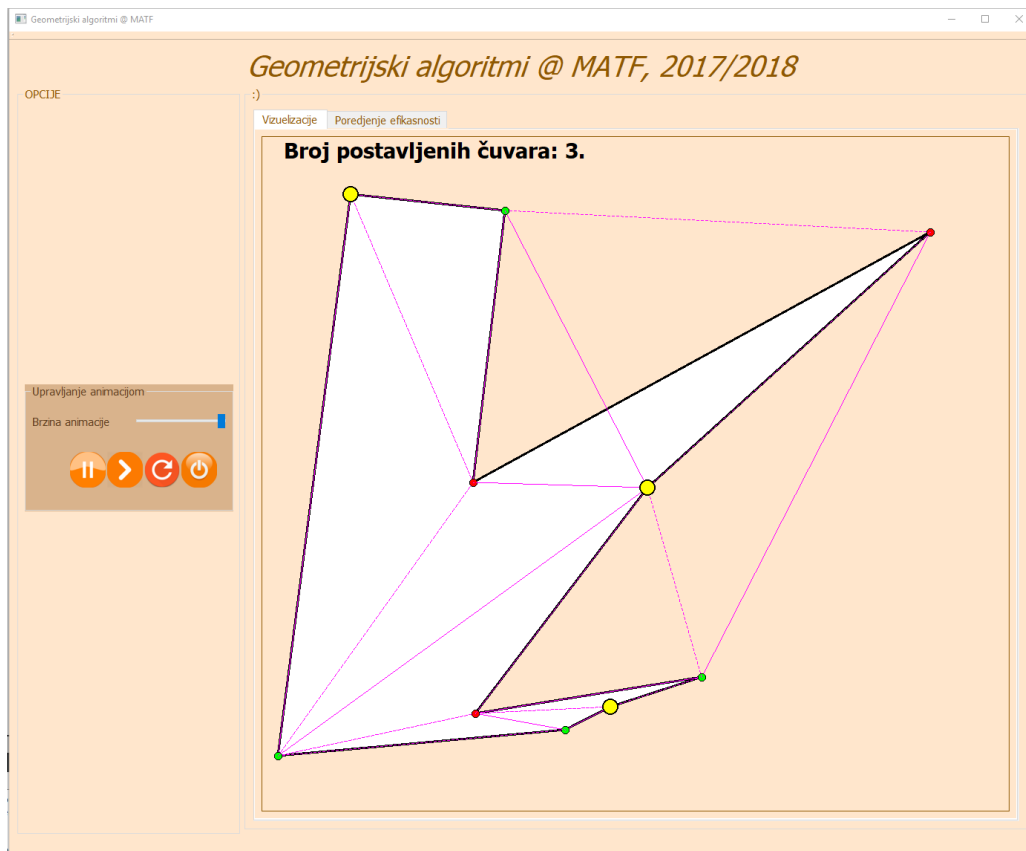 Geometrijski algoritmi @ MATF
Geometrijski algoritmi @ MATF, 2017/2018
OPCIJE
:)
Vizuelizacije
Poredjenje efikasnosti
Broj postavljenih čuvara: 3.
Upravljanje animacijom
Brzina animacije